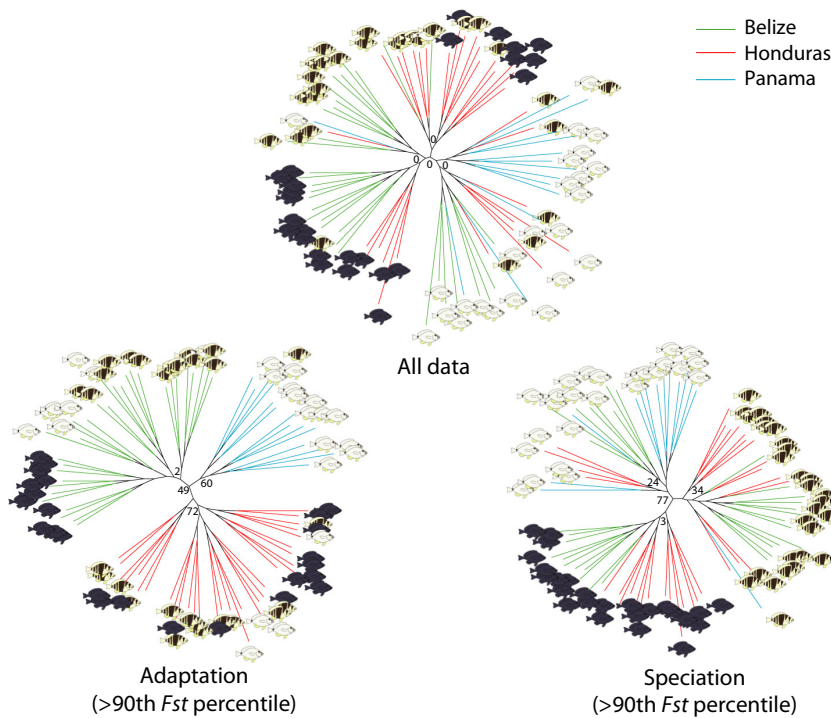 Belize
Honduras
Panama
0
0 0 0
All data
2
49 60
72
24
77 34
3
Adaptation
(>90th Fst percentile)
Speciation
(>90th Fst percentile)